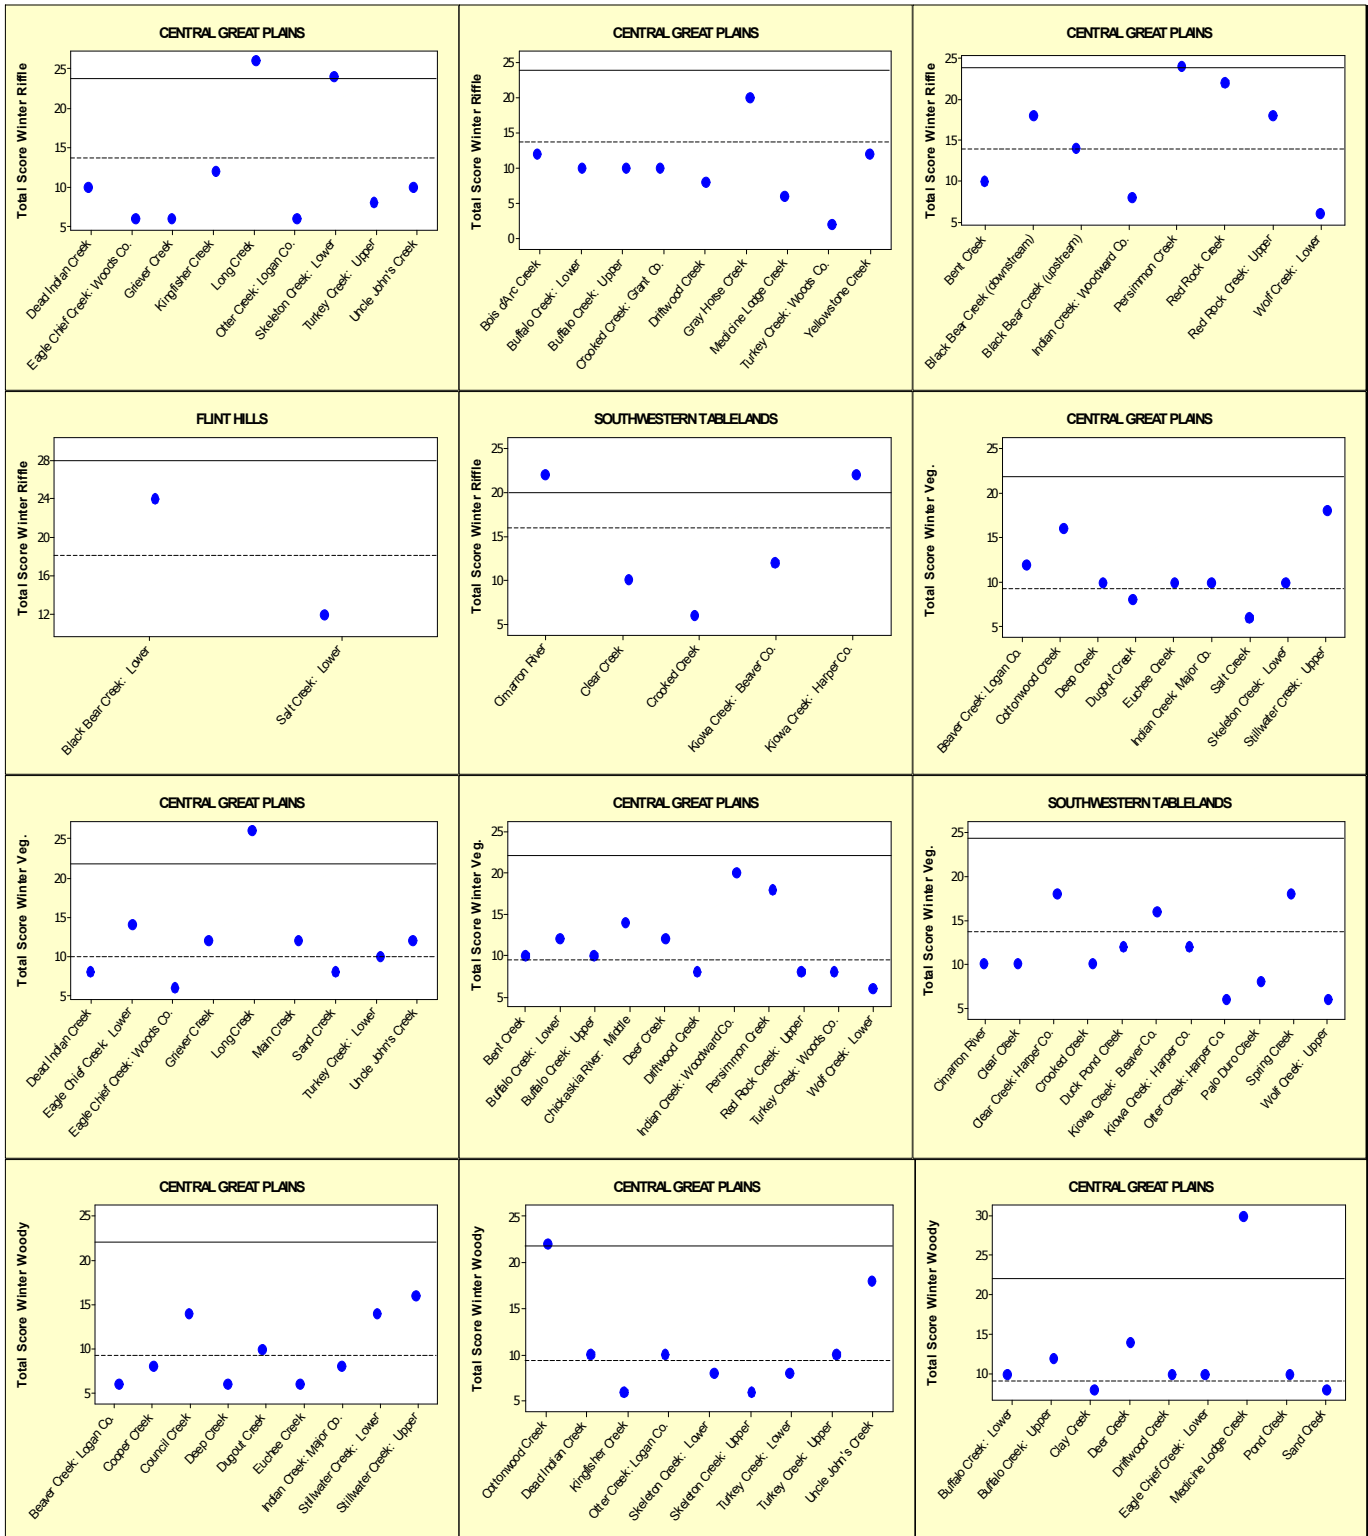 CENTRAL GREAT PLAINS
Total Score Winter Riffle
25
20
15
10
5
Dead Indian Creek
Eagle Chief Creek: Woods Co.
Griever Creek
Kingfisher Creek
Long Creek
Otter Creek: Logan Co.
Skeleton Creek: Lower
Turkey Creek: Upper
Uncle John's Creek
CENTRAL GREAT PLAINS
Total Score Winter Riffle
25
20
15
10
5
0
Bois d'Arc Creek
Buffalo Creek: Lower
Buffalo Creek: Upper
Crooked Creek: Grant Co.
Driftwood Creek
Gray Horse Creek
Medicine Lodge Creek
Turkey Creek: Woods Co.
Yellowstone Creek
CENTRAL GREAT PLAINS
Total Score Winter Riffle
25
20
15
10
5
Bent Creek
Black Bear Creek (downstream)
Black Bear Creek (upstream)
Indian Creek: Woodward Co.
Persimmon Creek
Red Rock Creek
Red Rock Creek: Upper
Wolf Creek: Lower
FLINT HILLS
Total Score Winter Riffle
28
24
20
16
12
Black Bear Creek: Lower
Salt Creek: Lower
SOUTHWESTERN TABLELANDS
Total Score Winter Riffle
25
20
15
10
5
Cimarron River
Clear Creek
Crooked Creek
Kiowa Creek: Beaver Co.
Kiowa Creek: Harper Co.
CENTRAL GREAT PLAINS
Total Score Winter Veg.
25
20
15
10
5
Beaver Creek: Logan Co.
Cottonwood Creek
Deep Creek
Dugout Creek
Euchee Creek
Indian Creek: Major Co.
Salt Creek
Skeleton Creek: Lower
Stillwater Creek: Upper
CENTRAL GREAT PLAINS
Total Score Winter Veg.
25
20
15
10
5
Dead Indian Creek
Eagle Chief Creek: Lower
Eagle Chief Creek: Woods Co.
Griever Creek
Long Creek
Main Creek
Sand Creek
Turkey Creek: Lower
Uncle John's Creek
CENTRAL GREAT PLAINS
Total Score Winter Veg.
25
20
15
10
5
Bent Creek
Buffalo Creek: Lower
Buffalo Creek: Upper
Chickaskia River: Middle
Deer Creek
Driftwood Creek
Indian Creek: Woodward Co.
Persimmon Creek
Red Rock Creek: Upper
Turkey Creek: Woods Co.
Wolf Creek: Lower
SOUTHWESTERN TABLELANDS
Total Score Winter Veg.
25
20
15
10
5
Cimarron River
Clear Creek
Clear Creek: Harper Co.
Crooked Creek
Duck Pond Creek
Kiowa Creek: Beaver Co.
Kiowa Creek: Harper Co.
Otter Creek: Harper Co.
Palo Duro Creek
Spring Creek
Wolf Creek: Upper
CENTRAL GREAT PLAINS
Total Score Winter Woody
25
20
15
10
5
Beaver Creek: Logan Co.
Cooper Creek
Council Creek
Deep Creek
Dugout Creek
Euchee Creek
Indian Creek: Major Co.
Stillwater Creek: Lower
Stillwater Creek: Upper
CENTRAL GREAT PLAINS
Total Score Winter Woody
25
20
15
10
5
Cottonwood Creek
Dead Indian Creek
Kingfisher Creek
Otter Creek: Logan Co.
Skeleton Creek: Lower
Skeleton Creek: Upper
Turkey Creek: Lower
Turkey Creek: Upper
Uncle John's Creek
CENTRAL GREAT PLAINS
Total Score Winter Woody
30
25
20
15
10
Buffalo Creek: Lower
Buffalo Creek: Upper
Clay Creek
Deer Creek
Driftwood Creek
Eagle Chief Creek: Lower
Medicine Lodge Creek
Pond Creek
Sand Creek